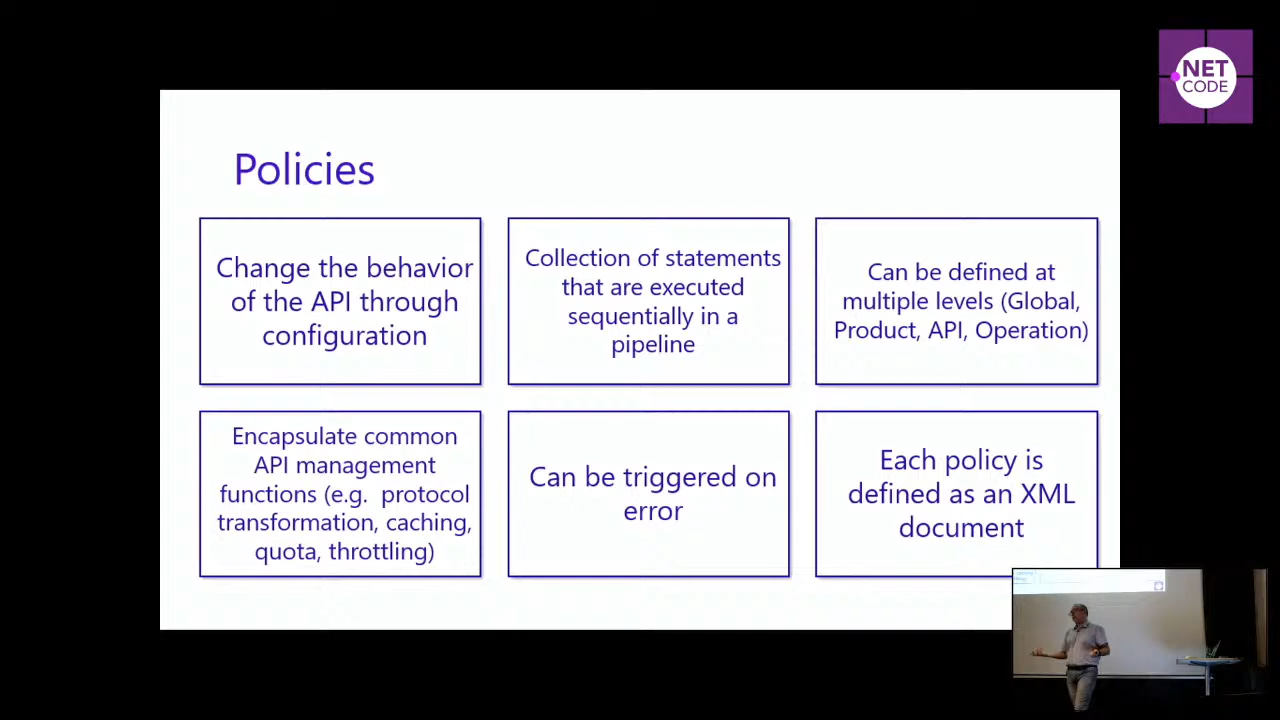 NET
CODE
Policies
Change the behavior
of the API through
configuration
Collection of statements
that are executed
sequentially in a
pipeline
Can be defined at
multiple levels (Global,
Product, API, Operation)
Encapsulate common
API management
functions (e.g. protocol
transformation, caching,
quota, throttling)
Can be triggered on
error
Each policy is
defined as an XML
document